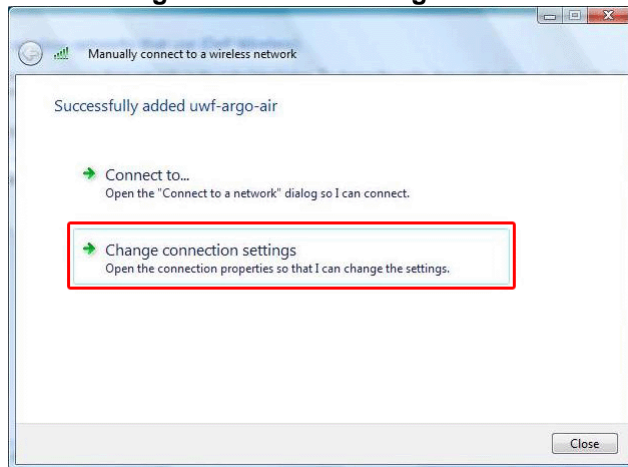 Manually connect to a wireless network
Successfully added uwf-argo-air
Connect to...
Open the "Connect to a network" dialog so I can connect.
Change connection settings
Open the connection properties so that I can change the settings.
Close